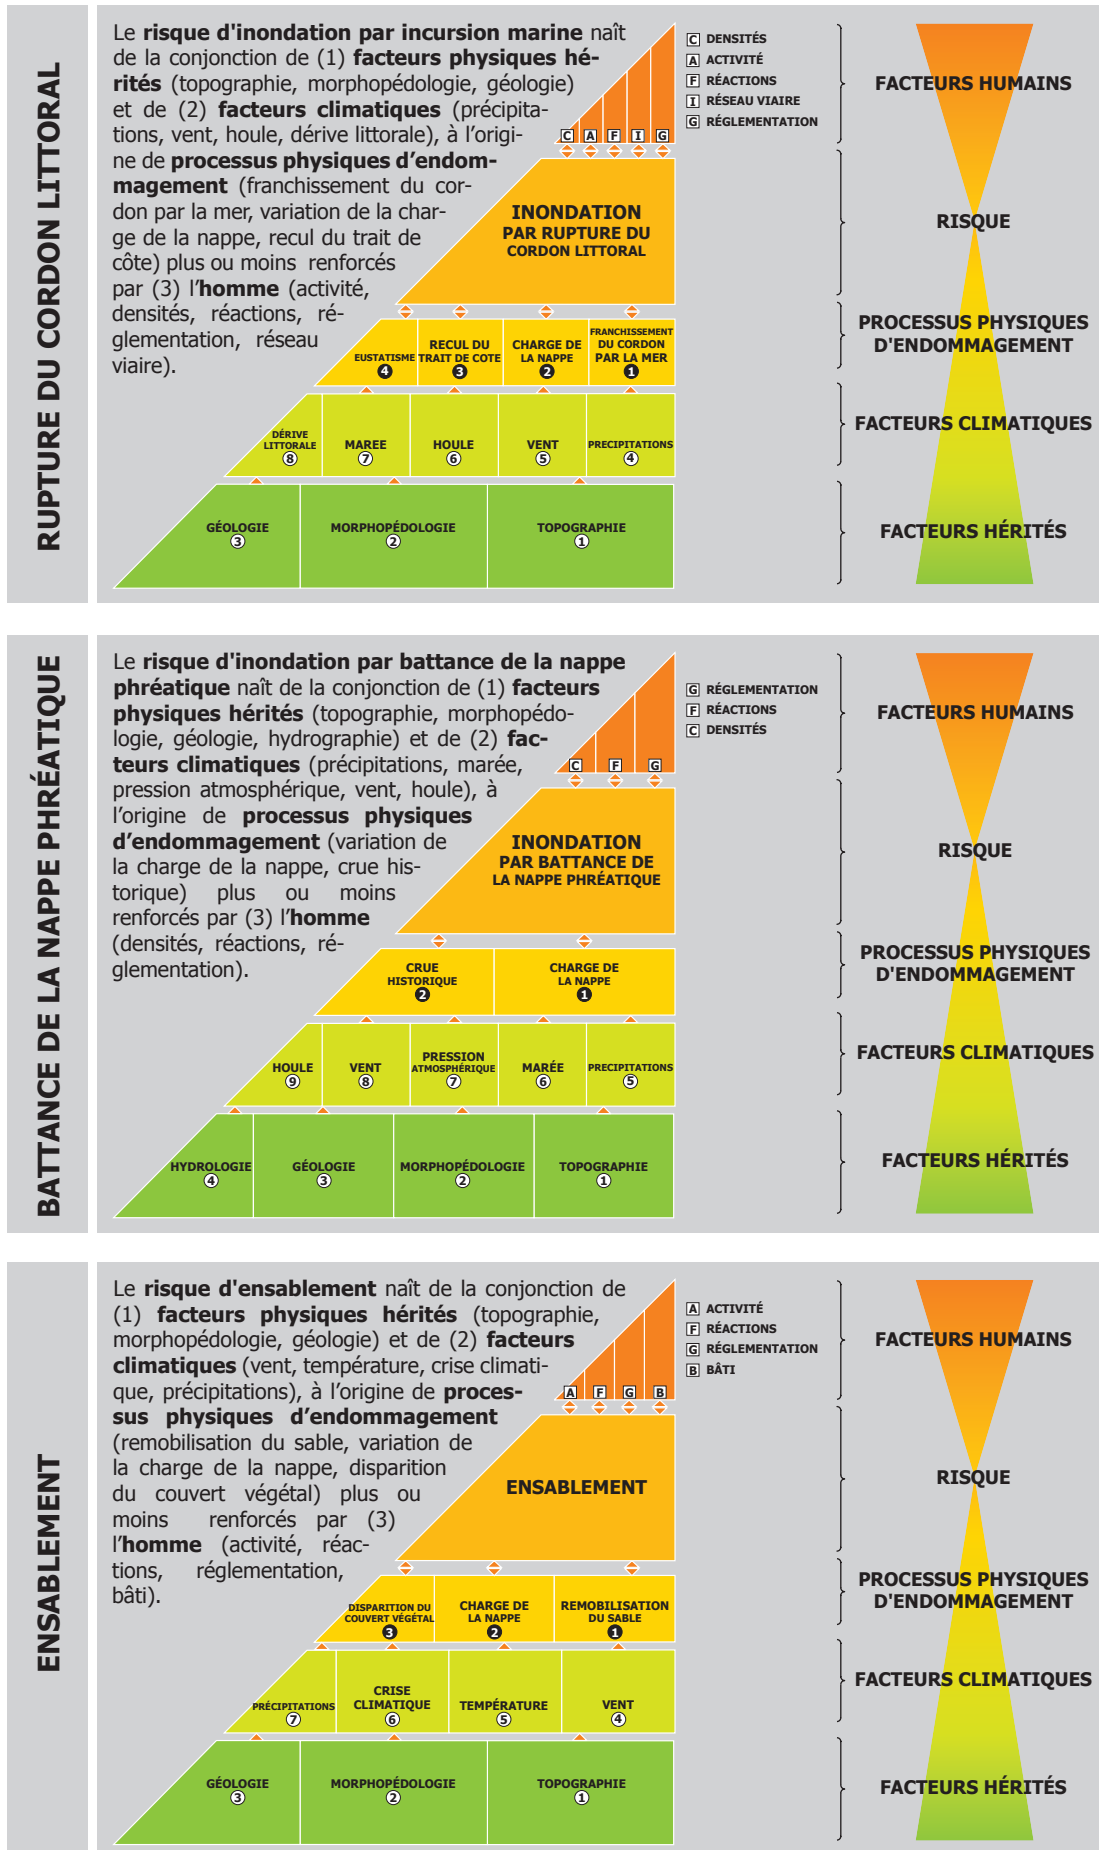 RUPTURE DU CORDON LITTORAL
Le risque d'inondation par incursion marine naît
de la conjonction de (1) facteurs physiques hé-
rités (topographie, morphopédologie, géologie)
et de (2) facteurs climatiques (précipita-
tions, vent, houle, dérive littorale), à l'origi-
ne de processus physiques d'endom-
magement (franchissement du cor-
don par la mer, variation de la char-
ge de la nappe, recul du trait de
côte) plus ou moins renforcés
par (3) l'homme (activité,
densités, réactions, ré-
glementation, réseau
viaire).
C A F I G
C DENSITÉS
A ACTIVITÉ
F RÉACTIONS
I RÉSEAU VIAIRE
G RÉGLEMENTATION
FACTEURS HUMAINS
INONDATION
PAR RUPTURE DU
CORDON LITTORAL
RISQUE
EUSTATISME
4
RECUL DU
TRAIT DE COTE
3
CHARGE DE
LA NAPPE
2
FRANCHISSEMENT
DU CORDON
PAR LA MER
1
PROCESSUS PHYSIQUES
D'ENDOMMAGEMENT
DÉRIVE
LITTORALE
8
MAREE
7
HOULE
6
VENT
5
PRECIPITATIONS
4
FACTEURS CLIMATIQUES
GÉOLOGIE
3
MORPHOPÉDOLOGIE
2
TOPOGRAPHIE
1
FACTEURS HÉRITÉS
BATTANCE DE LA NAPPE PHRÉATIQUE
Le risque d'inondation par battance de la nappe
phréatique naît de la conjonction de (1) facteurs
physiques hérités (topographie, morphopédo-
logie, géologie, hydrographie) et de (2) fac-
teurs climatiques (précipitations, marée,
pression atmosphérique, vent, houle), à
l'origine de processus physiques
d'endommagement (variation de
la charge de la nappe, crue his-
torique) plus ou moins
renforcés par (3) l'homme
(densités, réactions, ré-
glementation).
C F G
G RÉGLEMENTATION
F RÉACTIONS
C DENSITÉS
FACTEURS HUMAINS
INONDATION
PAR BATTANCE DE
LA NAPPE PHRÉATIQUE
RISQUE
CRUE
HISTORIQUE
2
CHARGE DE
LA NAPPE
1
PROCESSUS PHYSIQUES
D'ENDOMMAGEMENT
HOULE
9
VENT
8
PRESSION
ATMOSPHÉRIQUE
7
MARÉE
6
PRECIPITATIONS
5
FACTEURS CLIMATIQUES
HYDROLOGIE
4
GÉOLOGIE
3
MORPHOPÉDOLOGIE
2
TOPOGRAPHIE
1
FACTEURS HÉRITÉS
ENSABLEMENT
Le risque d'ensablement naît de la conjonction de
(1) facteurs physiques hérités (topographie,
morphopédologie, géologie) et de (2) facteurs
climatiques (vent, température, crise climati-
que, précipitations), à l'origine de proces-
sus physiques d'endommagement
(remobilisation du sable, variation de
la charge de la nappe, disparition
du couvert végétal) plus ou
moins renforcés par (3)
l'homme (activité, réac-
tions, réglementation,
bâti).
A F G B
A ACTIVITÉ
F RÉACTIONS
G RÉGLEMENTATION
B BÂTI
FACTEURS HUMAINS
ENSABLEMENT
RISQUE
DISPARITION DU
COUVERT VÉGÉTAL
3
CHARGE DE
LA NAPPE
2
REMOBILISATION
DU SABLE
1
PROCESSUS PHYSIQUES
D'ENDOMMAGEMENT
PRÉCIPITATIONS
7
CRISE
CLIMATIQUE
6
TEMPÉRATURE
5
VENT
4
FACTEURS CLIMATIQUES
GÉOLOGIE
3
MORPHOPÉDOLOGIE
2
TOPOGRAPHIE
1
FACTEURS HÉRITÉS